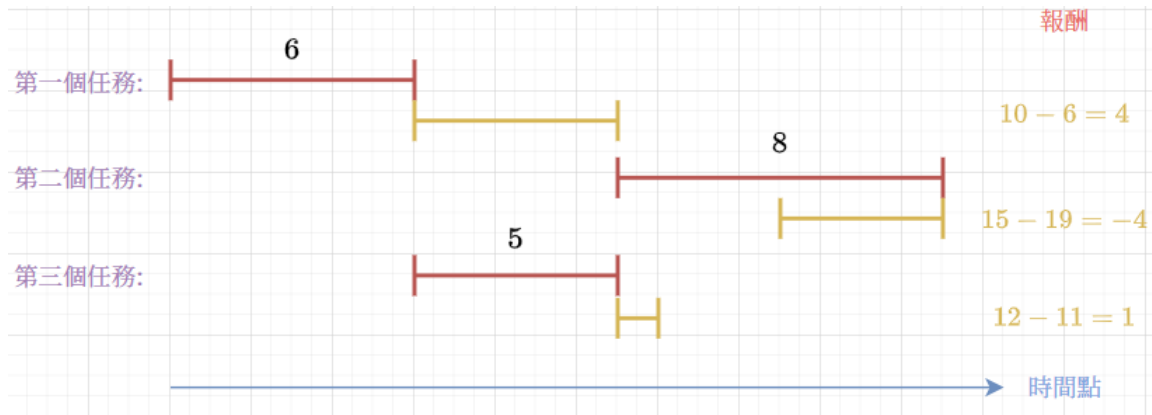 報酬
6
第一個任務:
10 − 6 = 4
8
第二個任務:
15 − 19 = −4
5
第三個任務:
12 − 11 = 1
時間點